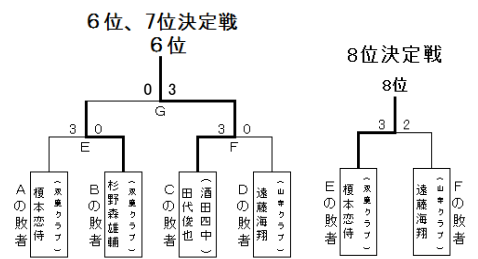 6位、7位決定戦
6位
8位決定戦
8位
0 3
G
3 0
E
3 0
F
3 2
Aの敗者
榎本恋侍
(双鹿クラブ)
Bの敗者
杉野森雄輔
(双鹿クラブ)
Cの敗者
田代俊也
(酒田四中)
Dの敗者
遠藤海翔
(山寺クラブ)
Eの敗者
榎本恋侍
(双鹿クラブ)
遠藤海翔
(山寺クラブ)
Fの敗者